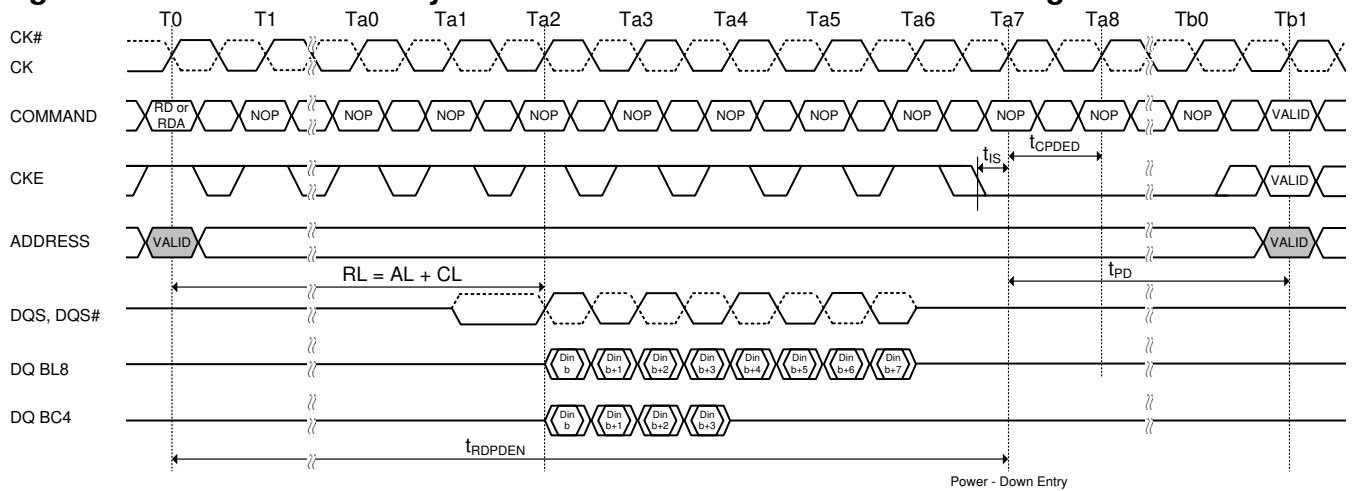 T0 T1 Ta0 Ta1 Ta2 Ta3 Ta4 Ta5 Ta6 Ta7 Ta8 Tb0 Tb1
CK#
CK
COMMAND RD or RDA NOP NOP NOP NOP NOP NOP NOP NOP NOP NOP NOP VALID
tIS tCPDED
CKE VALID
ADDRESS VALID VALID
RL = AL + CL tPD
DQS, DQS#
DQ BL8 Din b Din b+1 Din b+2 Din b+3 Din b+4 Din b+5 Din b+6 Din b+7
DQ BC4 Din b Din b+1 Din b+2 Din b+3
tRDPDEN
Power - Down Entry